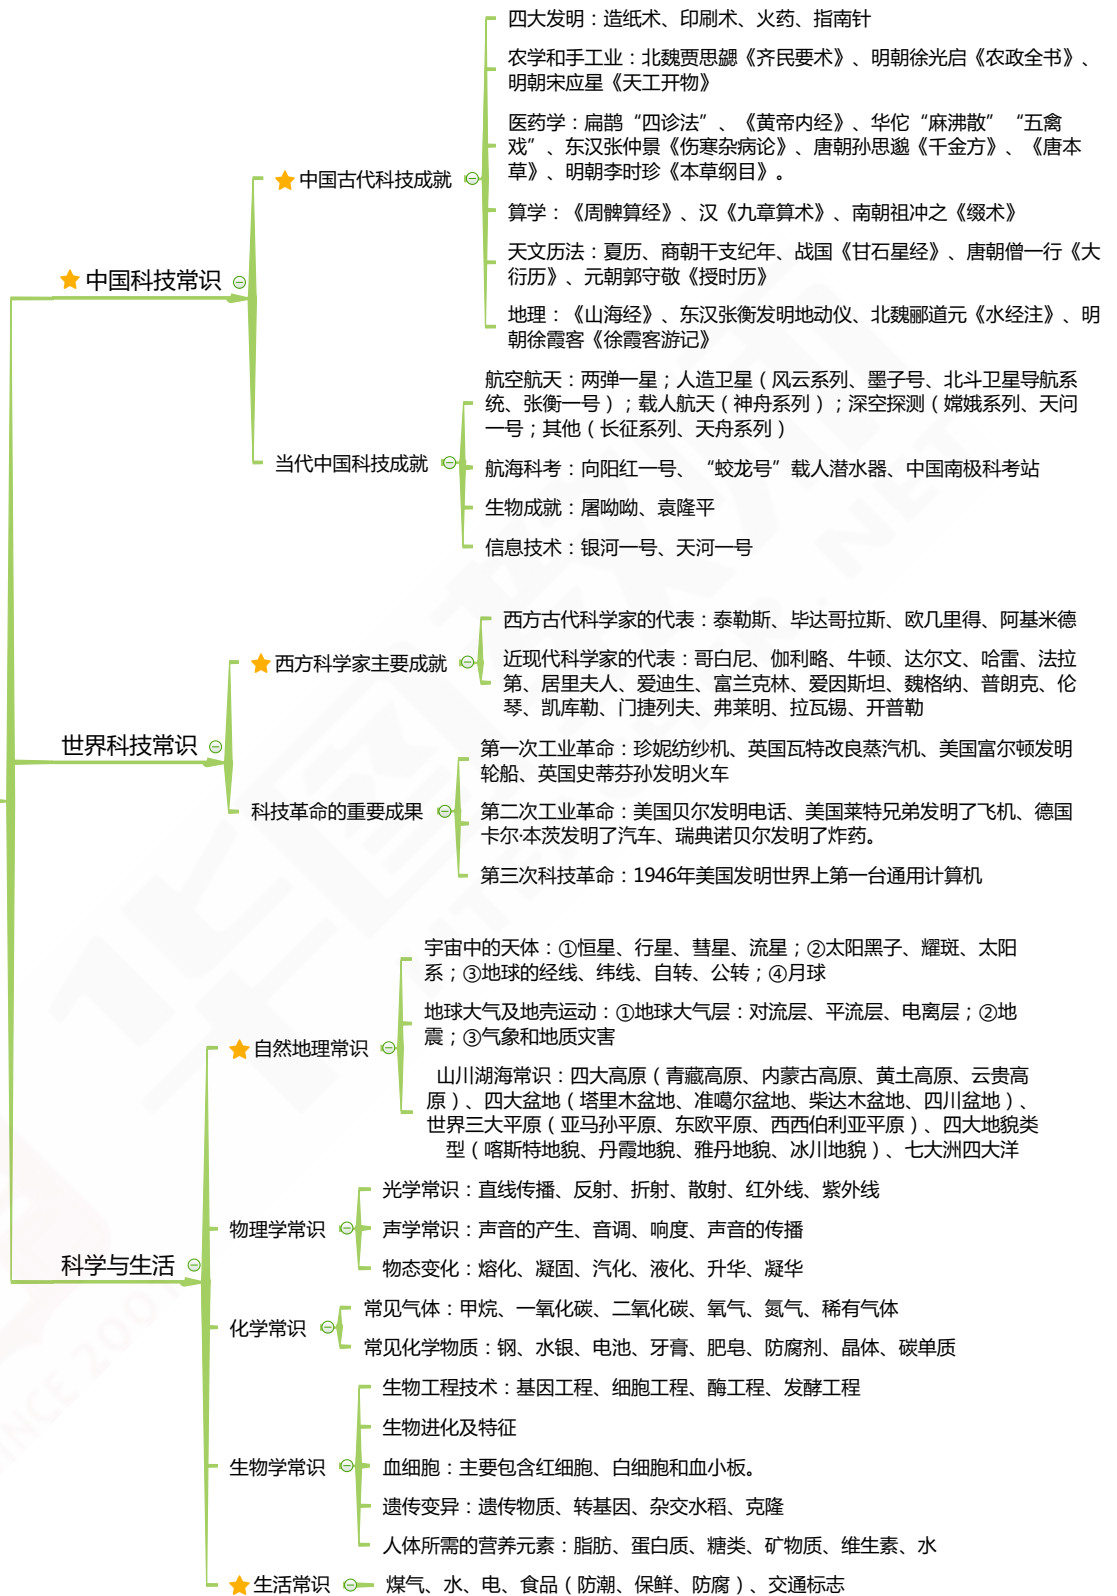 四大发明：造纸术、印刷术、火药、指南针
农学和手工业：北魏贾思勰《齐民要术》、明朝徐光启《农政全书》、
明朝宋应星《天工开物》
医药学：扁鹊“四诊法”、《黄帝内经》、华佗“麻沸散”“五禽
戏”、东汉张仲景《伤寒杂病论》、唐朝孙思邈《千金方》、《唐本
草》、明朝李时珍《本草纲目》。
中国古代科技成就
算学：《周髀算经》、汉《九章算术》、南朝祖冲之《缀术》
天文历法：夏历、商朝干支纪年、战国《甘石星经》、唐朝僧一行《大
衍历》、元朝郭守敬《授时历》
中国科技常识
地理：《山海经》、东汉张衡发明地动仪、北魏郦道元《水经注》、明
朝徐霞客《徐霞客游记》
航空航天：两弹一星；人造卫星（风云系列、墨子号、北斗卫星导航系
统、张衡一号）；载人航天（神舟系列）；深空探测（嫦娥系列、天问
一号；其他（长征系列、天舟系列）
当代中国科技成就
航海科考：向阳红一号、“蛟龙号”载人潜水器、中国南极科考站
生物成就：屠呦呦、袁隆平
信息技术：银河一号、天河一号
西方古代科学家的代表：泰勒斯、毕达哥拉斯、欧几里得、阿基米德
西方科学家主要成就
近现代科学家的代表：哥白尼、伽利略、牛顿、达尔文、哈雷、法拉
第、居里夫人、爱迪生、富兰克林、爱因斯坦、魏格纳、普朗克、伦
琴、凯库勒、门捷列夫、弗莱明、拉瓦锡、开普勒
世界科技常识
第一次工业革命：珍妮纺纱机、英国瓦特改良蒸汽机、美国富尔顿发明
轮船、英国史蒂芬孙发明火车
科技革命的重要成果
第二次工业革命：美国贝尔发明电话、美国莱特兄弟发明了飞机、德国
卡尔·本茨发明了汽车、瑞典诺贝尔发明了炸药。
第三次科技革命：1946年美国发明世界上第一台通用计算机
宇宙中的天体：①恒星、行星、彗星、流星；②太阳黑子、耀斑、太阳
系；③地球的经线、纬线、自转、公转；④月球
地球大气及地壳运动：①地球大气层：对流层、平流层、电离层；②地
震；③气象和地质灾害
自然地理常识
山川湖海常识：四大高原（青藏高原、内蒙古高原、黄土高原、云贵高
原）、四大盆地（塔里木盆地、准噶尔盆地、柴达木盆地、四川盆地）、
世界三大平原（亚马孙平原、东欧平原、西西伯利亚平原）、四大地貌类
型（喀斯特地貌、丹霞地貌、雅丹地貌、冰川地貌）、七大洲四大洋
光学常识：直线传播、反射、折射、散射、红外线、紫外线
物理学常识
声学常识：声音的产生、音调、响度、声音的传播
科学与生活
物态变化：熔化、凝固、汽化、液化、升华、凝华
常见气体：甲烷、一氧化碳、二氧化碳、氧气、氮气、稀有气体
化学常识
常见化学物质：钢、水银、电池、牙膏、肥皂、防腐剂、晶体、碳单质
生物工程技术：基因工程、细胞工程、酶工程、发酵工程
生物进化及特征
生物学常识
血细胞：主要包含红细胞、白细胞和血小板。
遗传变异：遗传物质、转基因、杂交水稻、克隆
人体所需的营养元素：脂肪、蛋白质、糖类、矿物质、维生素、水
生活常识
煤气、水、电、食品（防潮、保鲜、防腐）、交通标志